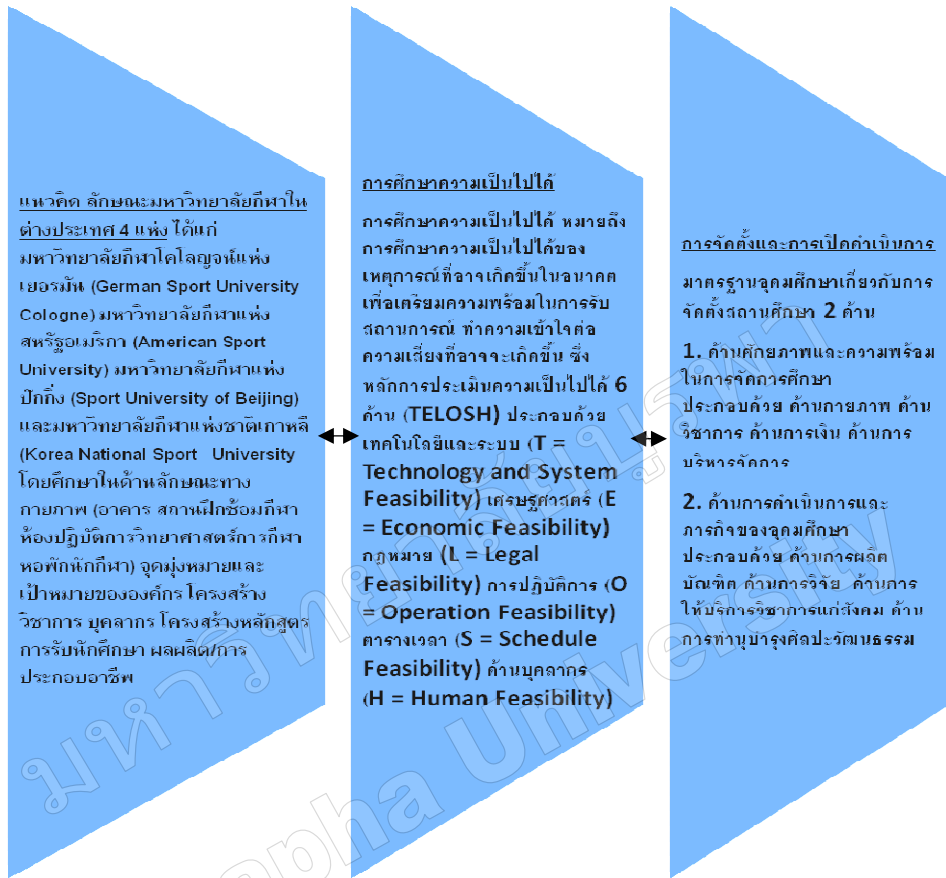 แนวคิด ลักษณะมหาวิทยาลัยกีฬาใน
ต่างประเทศ 4 แห่ง ได้แก่
มหาวิทยาลัยกีฬาโคโลญจน์แห่ง
เยอรมัน (German Sport University
Cologne) มหาวิทยาลัยกีฬาแห่ง
สหรัฐอเมริกา (American Sport
University) มหาวิทยาลัยกีฬาแห่ง
ปักกิ่ง (Sport University of Beijing)
และมหาวิทยาลัยกีฬาแห่งชาติเกาหลี
(Korea National Sport University
โดยศึกษาในด้านลักษณะทาง
กายภาพ (อาคาร สถานฝึกซ้อมกีฬา
ห้องปฏิบัติการวิทยาศาสตร์การกีฬา
หอพักนักกีฬา) จุดมุ่งหมายและ
เป้าหมายขององค์กร โครงสร้าง
วิชาการ บุคลากร โครงสร้างหลักสูตร
การรับนักศึกษา ผลผลิต/การ
ประกอบอาชีพ
การศึกษาความเป็นไปได้
การศึกษาความเป็นไปได้ หมายถึง
การศึกษาความเป็นไปได้ของ
เหตุการณ์ที่อาจเกิดขึ้นในอนาคต
เพื่อเตรียมความพร้อมในการรับ
สถานการณ์ ทำความเข้าใจต่อ
ความเสี่ยงที่อาจจะเกิดขึ้น ซึ่ง
หลักการประเมินความเป็นไปได้ 6
ด้าน (TELOSH) ประกอบด้วย
เทคโนโลยีและระบบ (T =
Technology and System
Feasibility) เศรษฐศาสตร์ (E
= Economic Feasibility)
กฎหมาย (L = Legal
Feasibility) การปฏิบัติการ (O
= Operation Feasibility)
ตารางเวลา (S = Schedule
Feasibility) ด้านบุคลากร
(H = Human Feasibility)
การจัดตั้งและการเปิดดำเนินการ
มาตรฐานอุดมศึกษาเกี่ยวกับการ
จัดตั้งสถานศึกษา 2 ด้าน
1. ด้านศักยภาพและความพร้อม
ในการจัดการศึกษา
ประกอบด้วย ด้านกายภาพ ด้าน
วิชาการ ด้านการเงิน ด้านการ
บริหารจัดการ
2. ด้านการดำเนินการและ
ภารกิจของอุดมศึกษา
ประกอบด้วย ด้านการผลิต
บัณฑิต ด้านการวิจัย ด้านการ
ให้บริการวิชาการแก่สังคม ด้าน
การทำนุบำรุงศิลปะวัฒนธรรม
มหาวิทยาลัยบูรพา
apha University